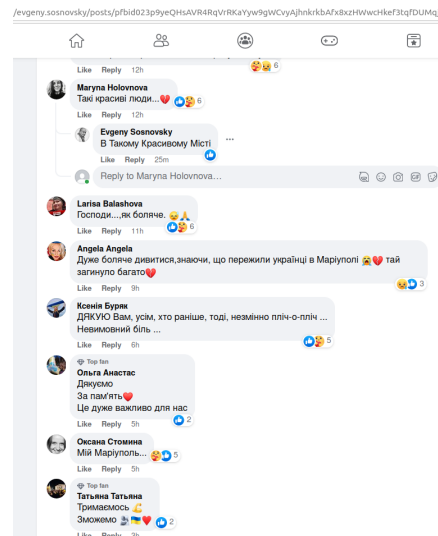 /evgeny.sosnovsky/posts/pfbid023p9yeQHsAVR4RqVrRKaYyw9gWCvyAjhnkrkbAfx8xzHWwcHkef3tqfDUMq
Like Reply 12h 6
Maryna Holovnova
Такі красиві люди...💔 6
Like Reply 12h
Evgeny Sosnovsky
В Такому Красивому Місті
Like Reply 25m
Reply to Maryna Holovnova...
Larisa Balashova
Господи...,як боляче. 😢🙏
Like Reply 11h 6
Angela Angela
Дуже боляче дивитися,знаючи, що пережили українці в Маріуполі 😭💔 тай
загинуло багато💔
Like Reply 9h 3
Ксенія Буряк
ДЯКУЮ Вам, усім, хто раніше, тоді, незмінно пліч-о-пліч ...
Невимовний біль ...
Like Reply 6h 5
Top fan
Ольга Анастас
Дякуємо
За пам'ять❤️
Це дуже важливо для нас
Like Reply 5h 2
Оксана Стомина
Мій Маріуполь... 5
Like Reply 5h
Top fan
Татьяна Татьяна
Тримаємось 💪
Зможемо 🇺🇦❤️ 2
Like Reply 3h